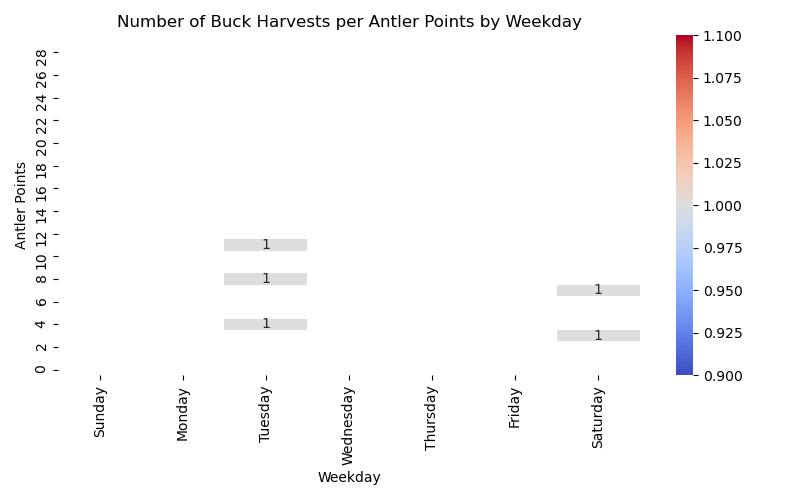 Number of Buck Harvests per Antler Points by Weekday
Antler Points
28
26
24
22
20
18
16
14
12
10
8
6
4
2
0
1
1
1
1
1
Sunday
Monday
Tuesday
Wednesday
Thursday
Friday
Saturday
Weekday
1.100
1.075
1.050
1.025
1.000
0.975
0.950
0.925
0.900